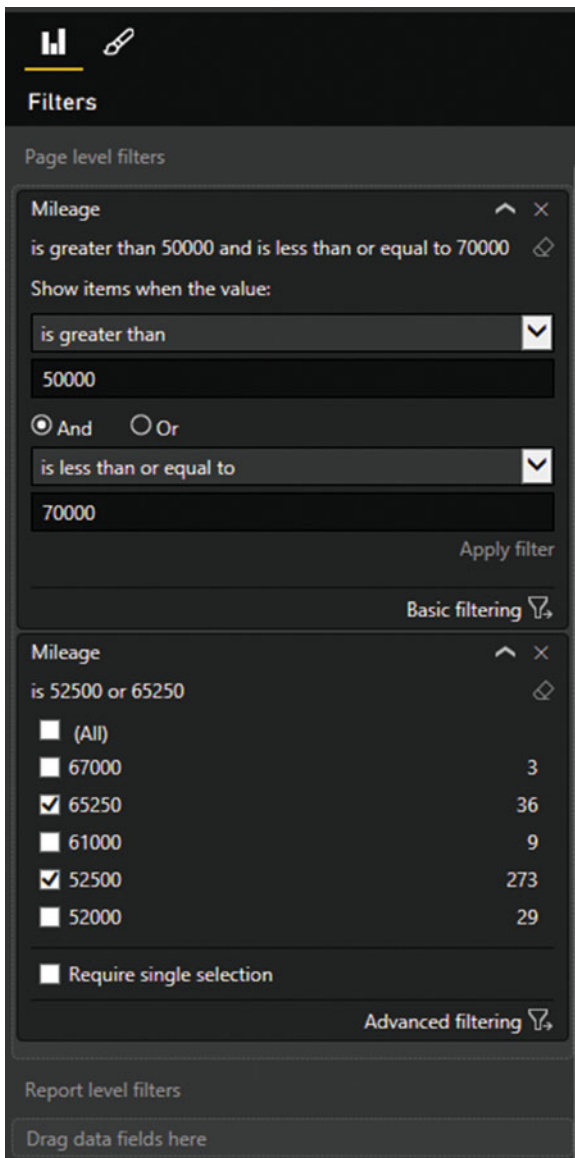 Filters
Page level filters
Mileage
is greater than 50000 and is less than or equal to 70000
Show items when the value:
is greater than
50000
And Or
is less than or equal to
70000
Apply filter
Basic filtering
Mileage
is 52500 or 65250
(All)
67000 3
65250 36
61000 9
52500 273
52000 29
Require single selection
Advanced filtering
Report level filters
Drag data fields here